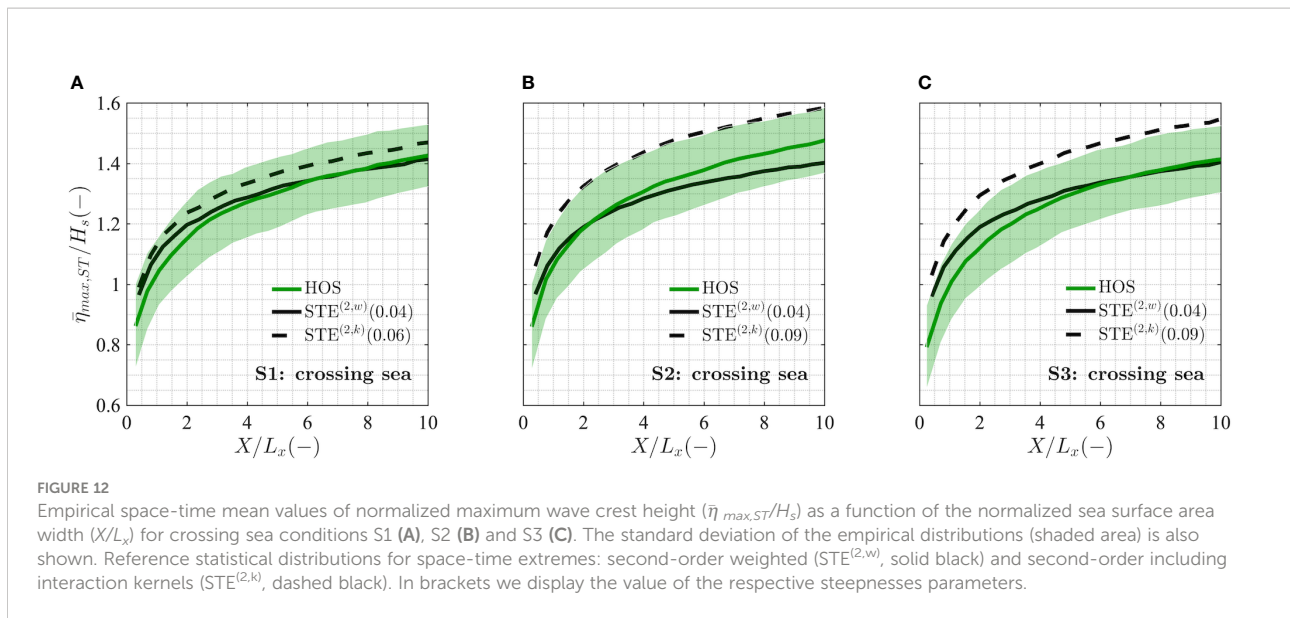 A
B
C
1.6
1.4
1.2
1
0.8
0.6
η̄max,ST/Hs(−)
HOS
STE(2,w)(0.04)
STE(2,k)(0.06)
S1: crossing sea
0 2 4 6 8 10
X/Lx(−)
HOS
STE(2,w)(0.04)
STE(2,k)(0.09)
S2: crossing sea
0 2 4 6 8 10
X/Lx(−)
HOS
STE(2,w)(0.04)
STE(2,k)(0.09)
S3: crossing sea
0 2 4 6 8 10
X/Lx(−)
FIGURE 12
Empirical space-time mean values of normalized maximum wave crest height (η̄ max,ST/Hs) as a function of the normalized sea surface area
width (X/Lx) for crossing sea conditions S1 (A), S2 (B) and S3 (C). The standard deviation of the empirical distributions (shaded area) is also
shown. Reference statistical distributions for space-time extremes: second-order weighted (STE(2,w), solid black) and second-order including
interaction kernels (STE(2,k), dashed black). In brackets we display the value of the respective steepnesses parameters.